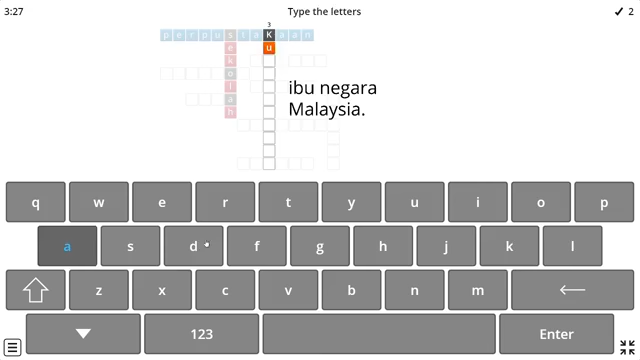 3:27
Type the letters
✓ 2
3
perpustaKaan
s
e
k
o
l
a
h
K
u
ibu negara
Malaysia.
q w e r t y u i o p
a s d f g h j k l
z x c v b n m
123
Enter